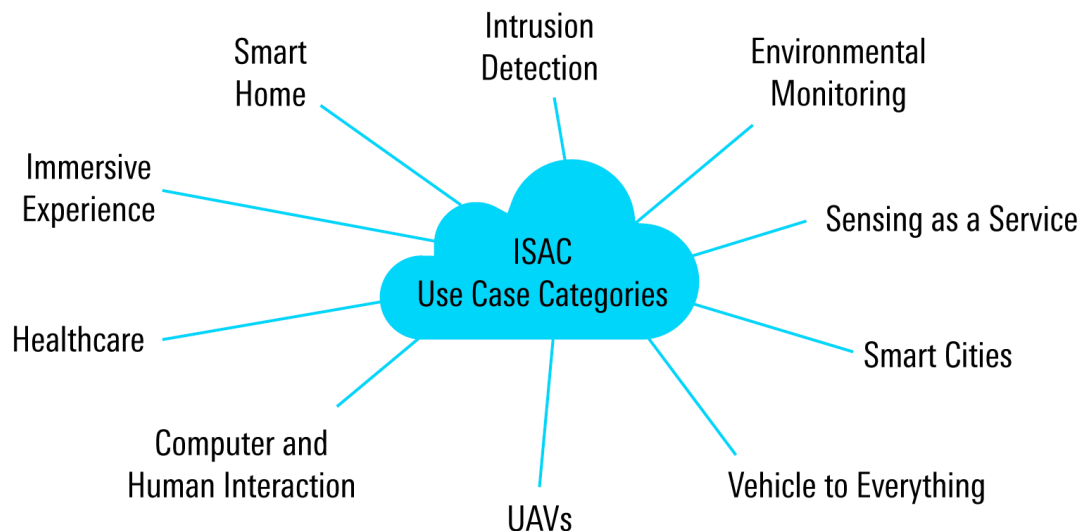 Intrusion
Detection
Smart
Home
Environmental
Monitoring
Immersive
Experience
Sensing as a Service
ISAC
Use Case Categories
Healthcare
Smart Cities
Computer and
Human Interaction
Vehicle to Everything
UAVs